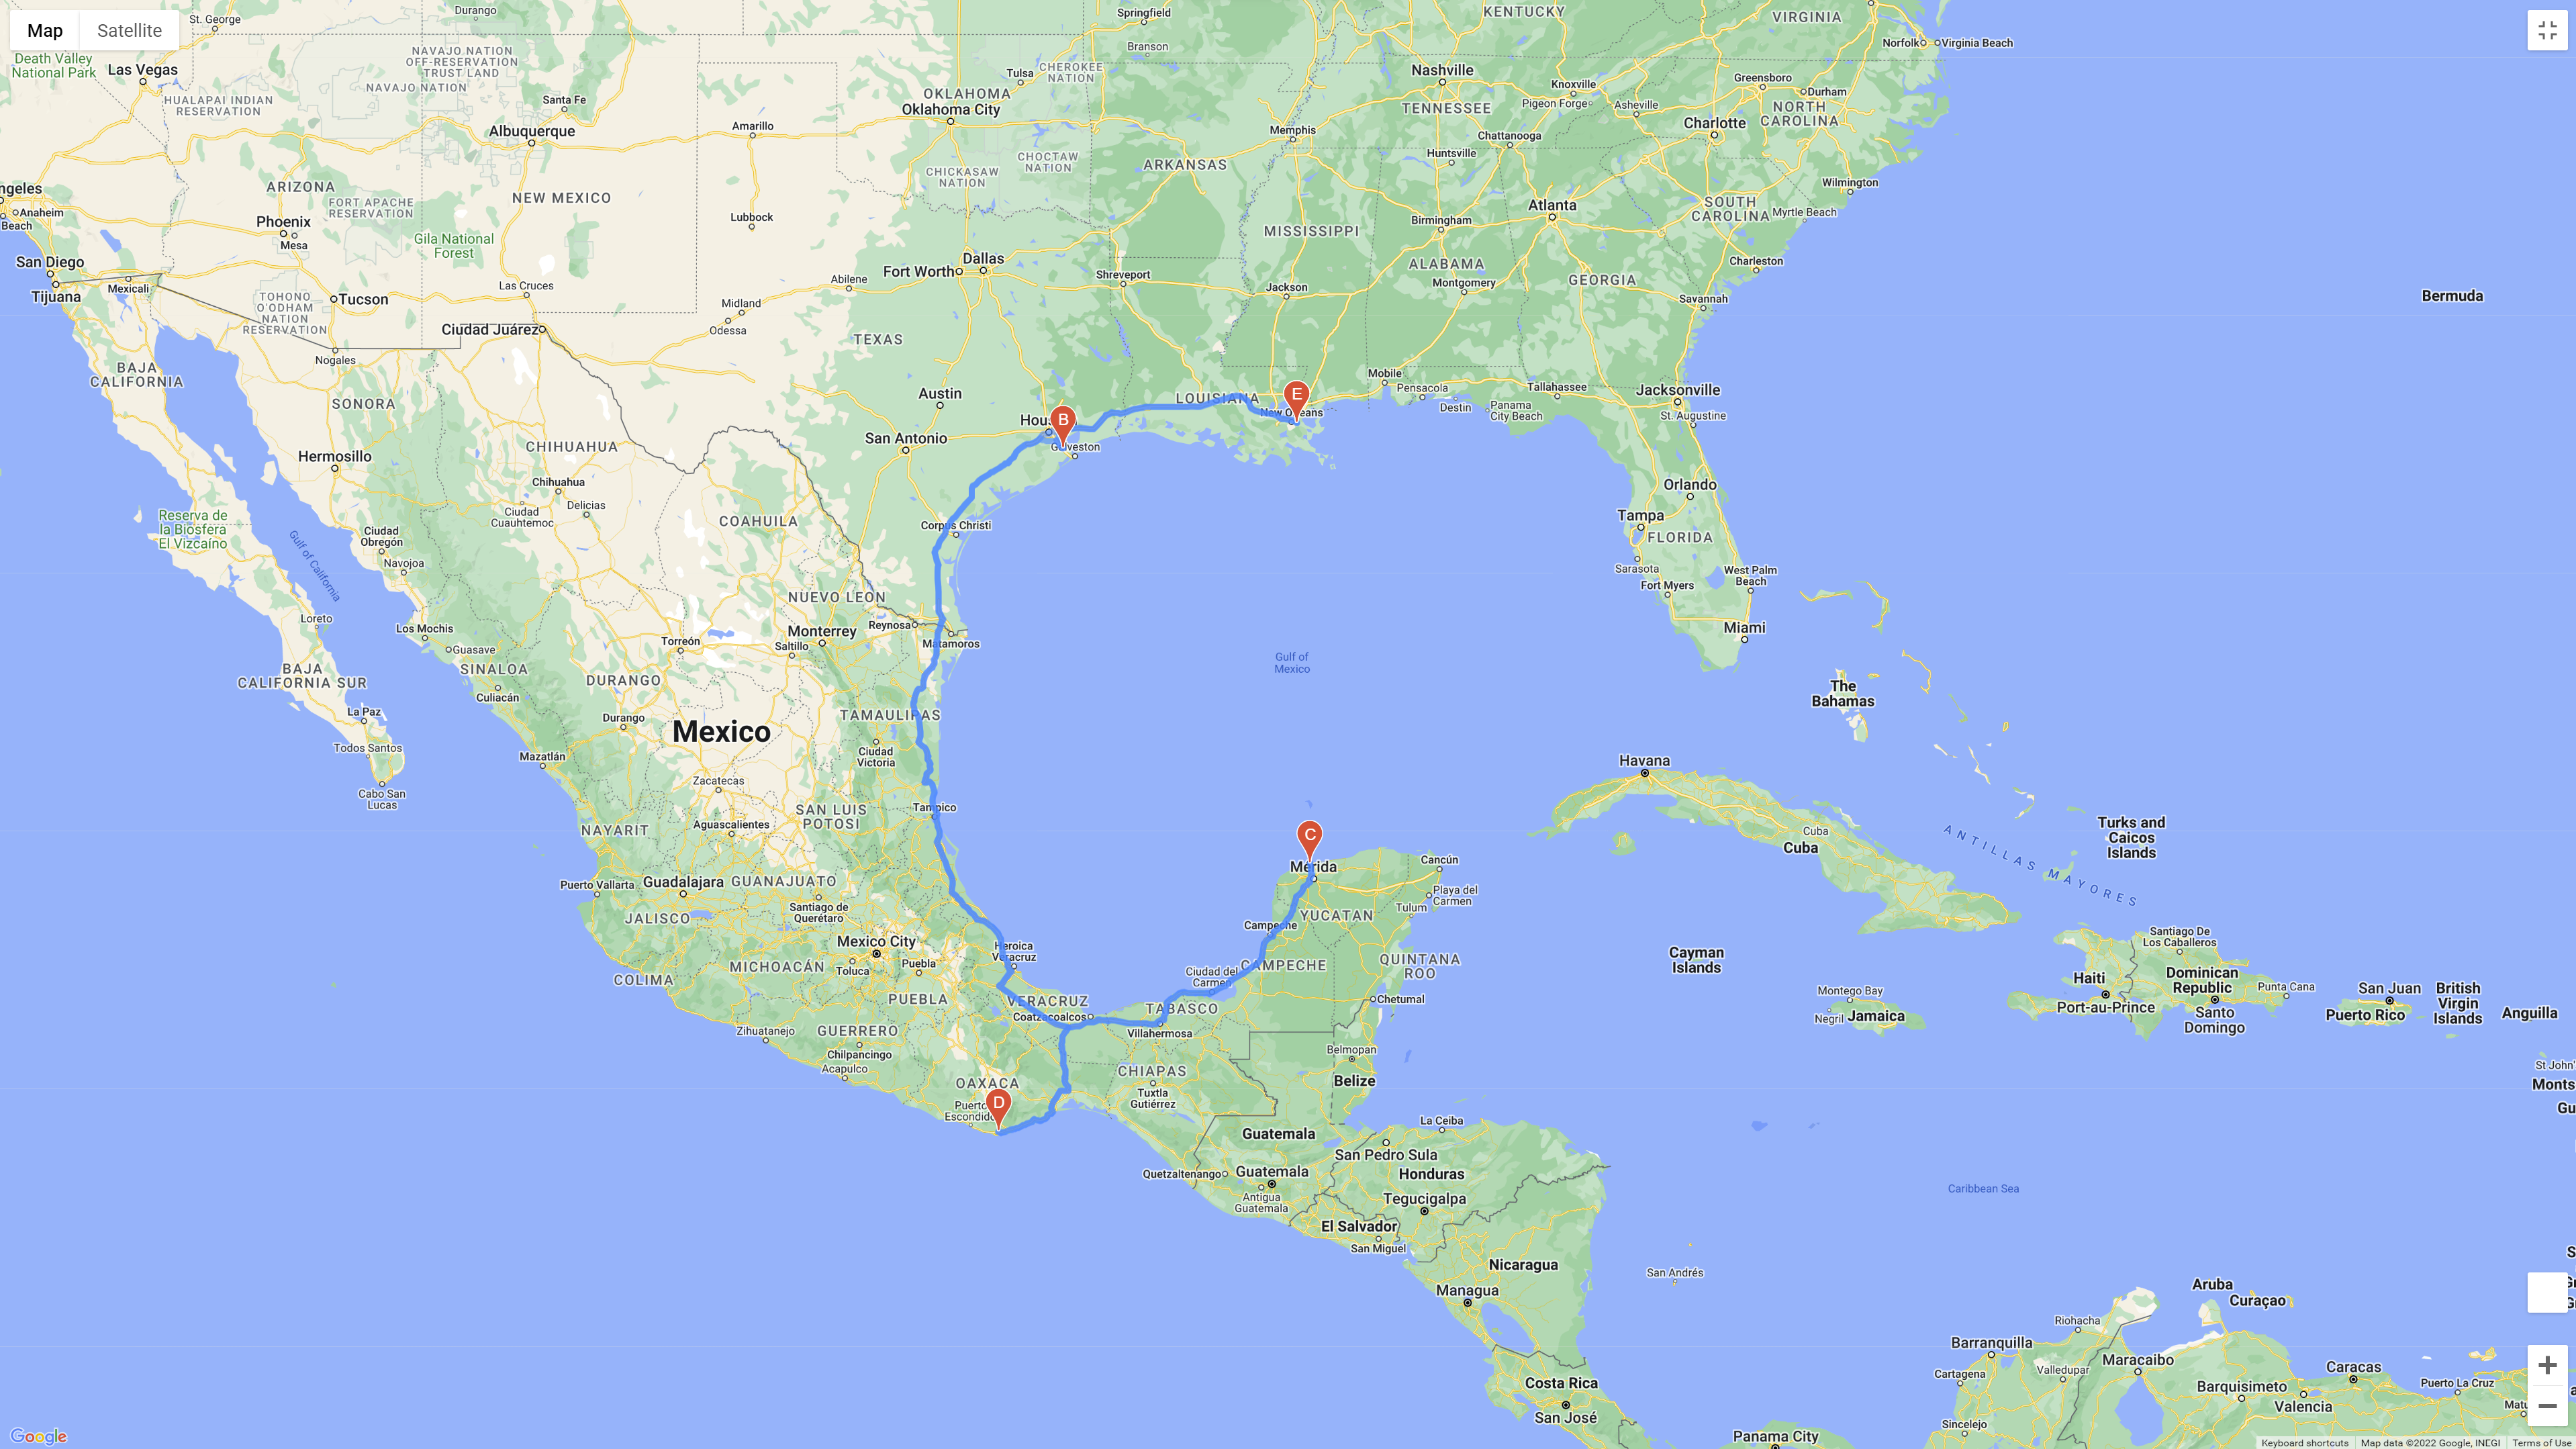 Map
Satellite
St. George
Durango
Springfield
KENTUCKY
VIRGINIA
Norfolk
Virginia Beach
Death Valley
National Park
Las Vegas
NAVAJO NATION
OFF-RESERVATION
TRUST LAND
NAVAJO NATION
Branson
Tulsa
CHEROKEE
NATION
Nashville
Knoxville
Greensboro
Durham
HUALAPAI INDIAN
RESERVATION
Santa Fe
OKLAHOMA
Oklahoma City
TENNESSEE
Pigeon Forge
Asheville
NORTH
CAROLINA
Albuquerque
Amarillo
Memphis
Chattanooga
Charlotte
ngeles
Anaheim
Beach
ARIZONA
FORT APACHE
RESERVATION
NEW MEXICO
CHICKASAW
NATION
CHOCTAW
NATION
ARKANSAS
Huntsville
Wilmington
Phoenix
Mesa
Gila National
Forest
Lubbock
MISSISSIPPI
Birmingham
Atlanta
SOUTH
CAROLINA
Myrtle Beach
San Diego
Tijuana
Mexicali
Tucson
TOHONO
O'ODHAM
NATION
RESERVATION
Las Cruces
Abilene
Fort Worth
Dallas
Shreveport
Jackson
ALABAMA
Montgomery
GEORGIA
Charleston
Savannah
Bermuda
Ciudad Juárez
Midland
Odessa
TEXAS
Nogales
BAJA
CALIFORNIA
SONORA
Austin
LOUISIANA
E
New Orleans
Mobile
Pensacola
Destin
Panama
City Beach
Tallahassee
Jacksonville
St. Augustine
Hermosillo
CHIHUAHUA
San Antonio
B
Galveston
Chihuahua
Delicias
Ciudad
Cuauhtemoc
COAHUILA
Corpus Christi
Orlando
Tampa
FLORIDA
Reserva de
la Biosfera
El Vizcaíno
Gulf of California
Ciudad
Obregón
Navojoa
Sarasota
Fort Myers
West Palm
Beach
Loreto
Los Mochis
Guasave
NUEVO LEON
Reynosa
Monterrey
Saltillo
Torreón
Matamoros
Miami
BAJA
CALIFORNIA SUR
SINALOA
Culiacán
DURANGO
Gulf of
Mexico
The
Bahamas
La Paz
Todos Santos
Durango
Mexico
TAMAULIPAS
Ciudad
Victoria
Mazatlán
Cabo San
Lucas
Zacatecas
SAN LUIS
POTOSI
Tampico
Havana
NAYARIT
Aguascalientes
C
Mérida
Cancún
Cuba
Cuba
ANTILLAS MAYORES
Turks and
Caicos
Islands
Puerto Vallarta
Guadalajara
GUANAJUATO
JALISCO
Santiago de
Querétaro
Playa del
Carmen
YUCATAN
Tulum
Campeche
Mexico City
Toluca
Puebla
Heroica
Veracruz
COLIMA
MICHOACÁN
PUEBLA
VERACRUZ
Coatzacoalcos
Ciudad del
Carmen
CAMPECHE
TABASCO
Villahermosa
QUINTANA
ROO
Chetumal
Cayman
Islands
Santiago De
Los Caballeros
Haiti
Port-au-Prince
Dominican
Republic
Santo
Domingo
Punta Cana
San Juan
Puerto Rico
British
Virgin
Islands
Anguilla
Montego Bay
Negril
Jamaica
Zihuatanejo
GUERRERO
Chilpancingo
Acapulco
OAXACA
Puerto
Escondido
D
CHIAPAS
Tuxtla
Gutiérrez
Belmopan
Belize
St John'
Monts
Gu
La Ceiba
Guatemala
San Pedro Sula
Honduras
Quetzaltenango
Guatemala
Antigua
Guatemala
Tegucigalpa
El Salvador
San Miguel
Caribbean Sea
Nicaragua
Managua
San Andrés
Aruba
Curaçao
Riohacha
Barranquilla
Cartagena
Valledupar
Maracaibo
Caracas
Barquisimeto
Valencia
Puerto La Cruz
Matu
Costa Rica
San José
Sincelejo
Panama City
Google
Keyboard shortcuts
Map data ©2022 Google, INEGI
Terms of Use